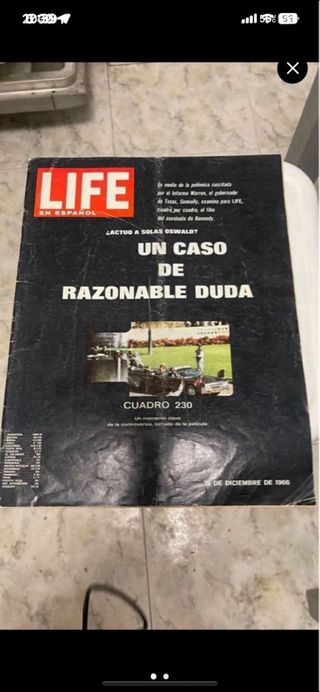 LIFE
EN ESPAÑOL
En medio de la polémica suscitada
por el Informe Warren, el gobernador
de Texas, Connally, examina para LIFE,
cuadro por cuadro, el film
del asesinato de Kennedy.
¿ACTUO A SOLAS OSWALD?
UN CASO
DE
RAZONABLE DUDA
CUADRO 230
Un momento clave
de la controversia, tomado de la película
DE DICIEMBRE DE 1966